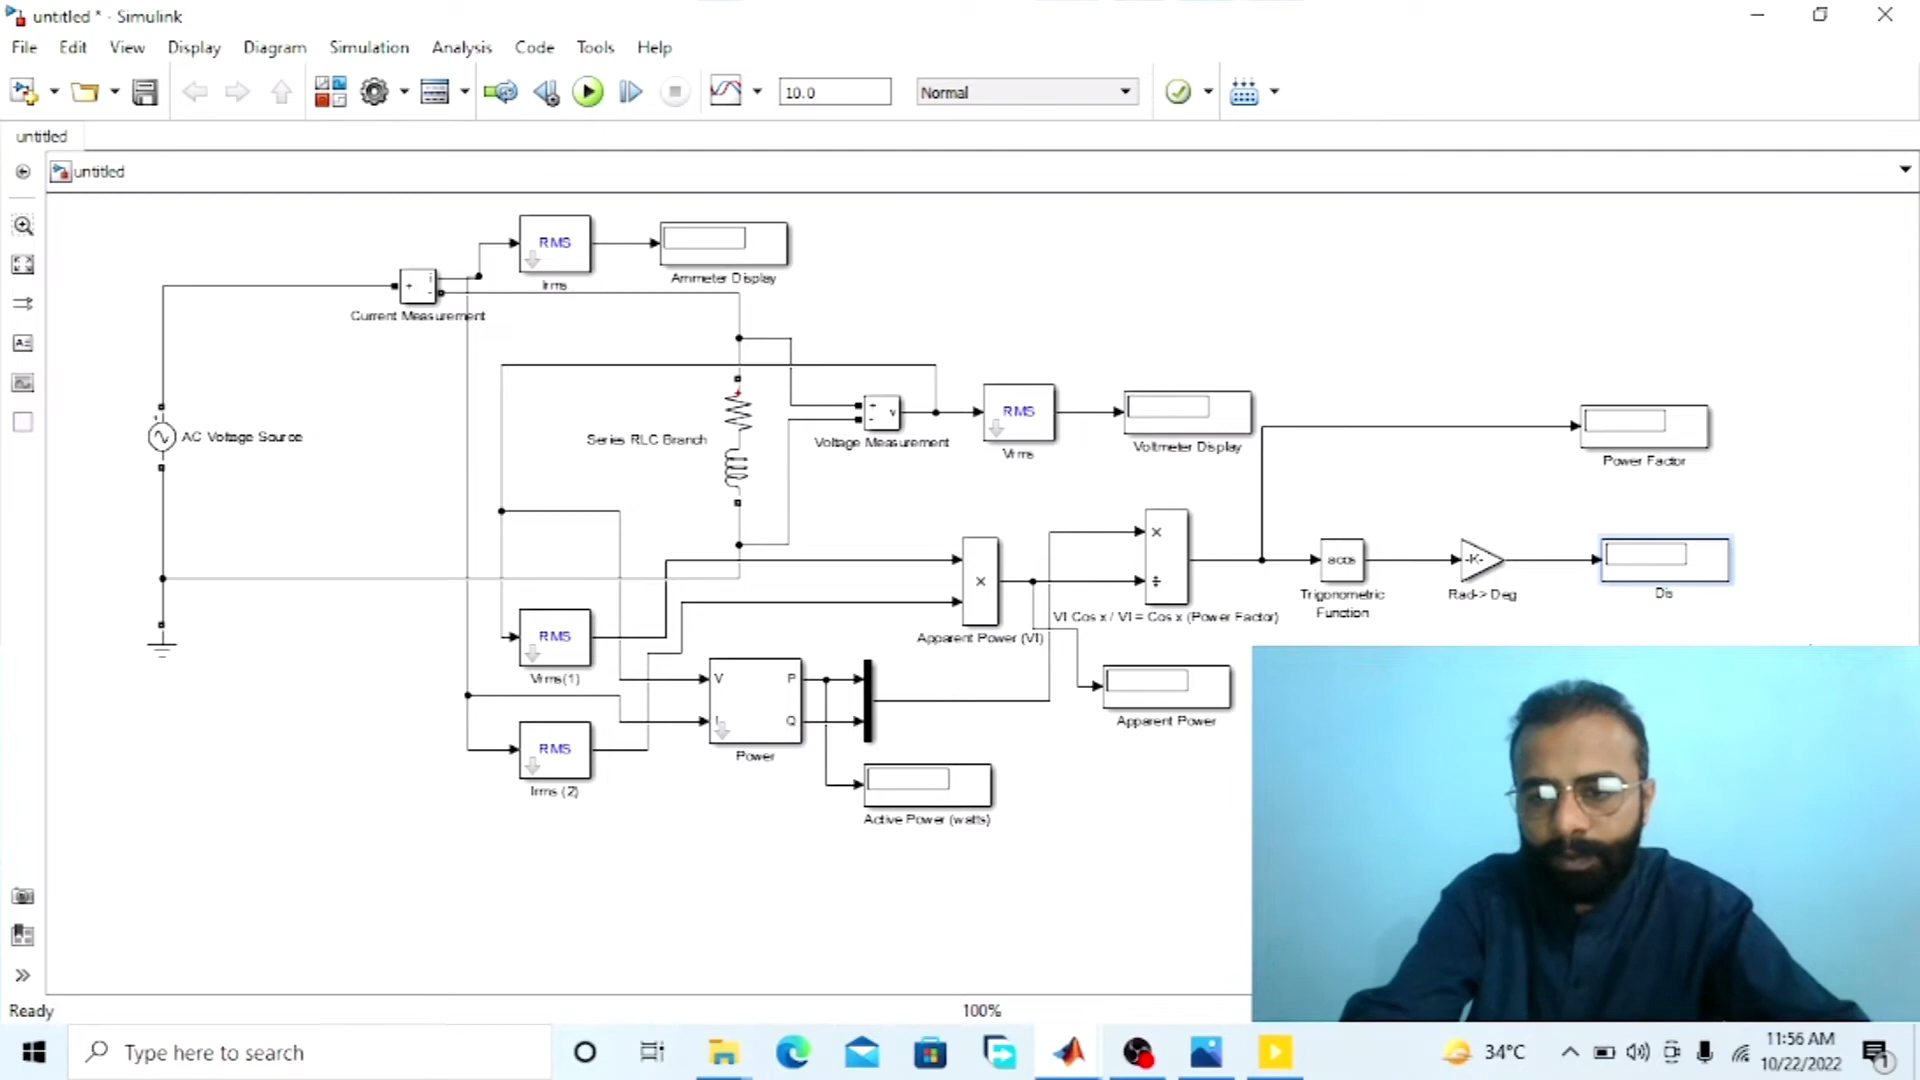 untitled * - Simulink
File Edit View Display Diagram Simulation Analysis Code Tools Help
10.0 Normal
untitled
untitled
RMS
Irms
Ammeter Display
+ i -
Current Measurement
AC Voltage Source
Series RLC Branch
+ v -
Voltage Measurement
RMS
Vrms
Voltmeter Display
Power Factor
×
Apparent Power (VI)
× ÷
VI Cos x / VI = Cos x (Power Factor)
acos
Trigonometric
Function
-K-
Rad-> Deg
Dis
RMS
Vrms(1)
RMS
Irms (2)
V P
I Q
Power
Apparent Power
Active Power (watts)
Ready 100%
Type here to search
34°C
11:56 AM
10/22/2022
1